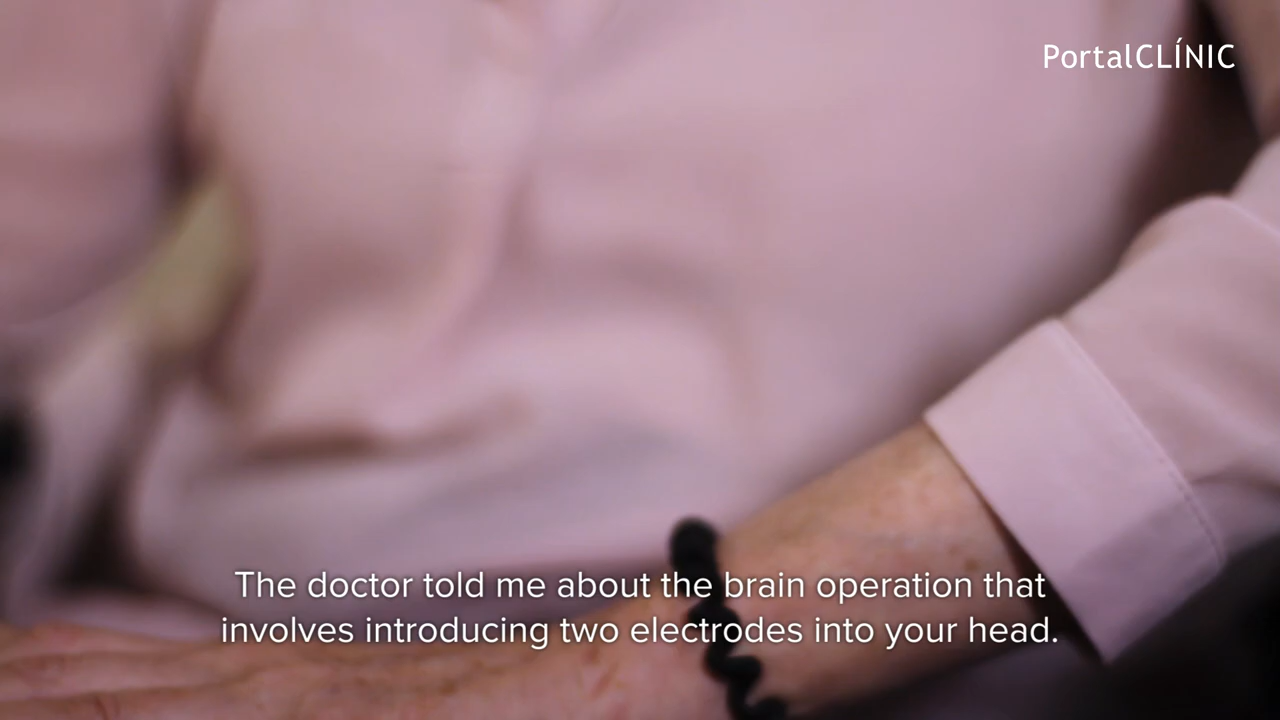 PortalCLÍNIC
The doctor told me about the brain operation that
involves introducing two electrodes into your head.